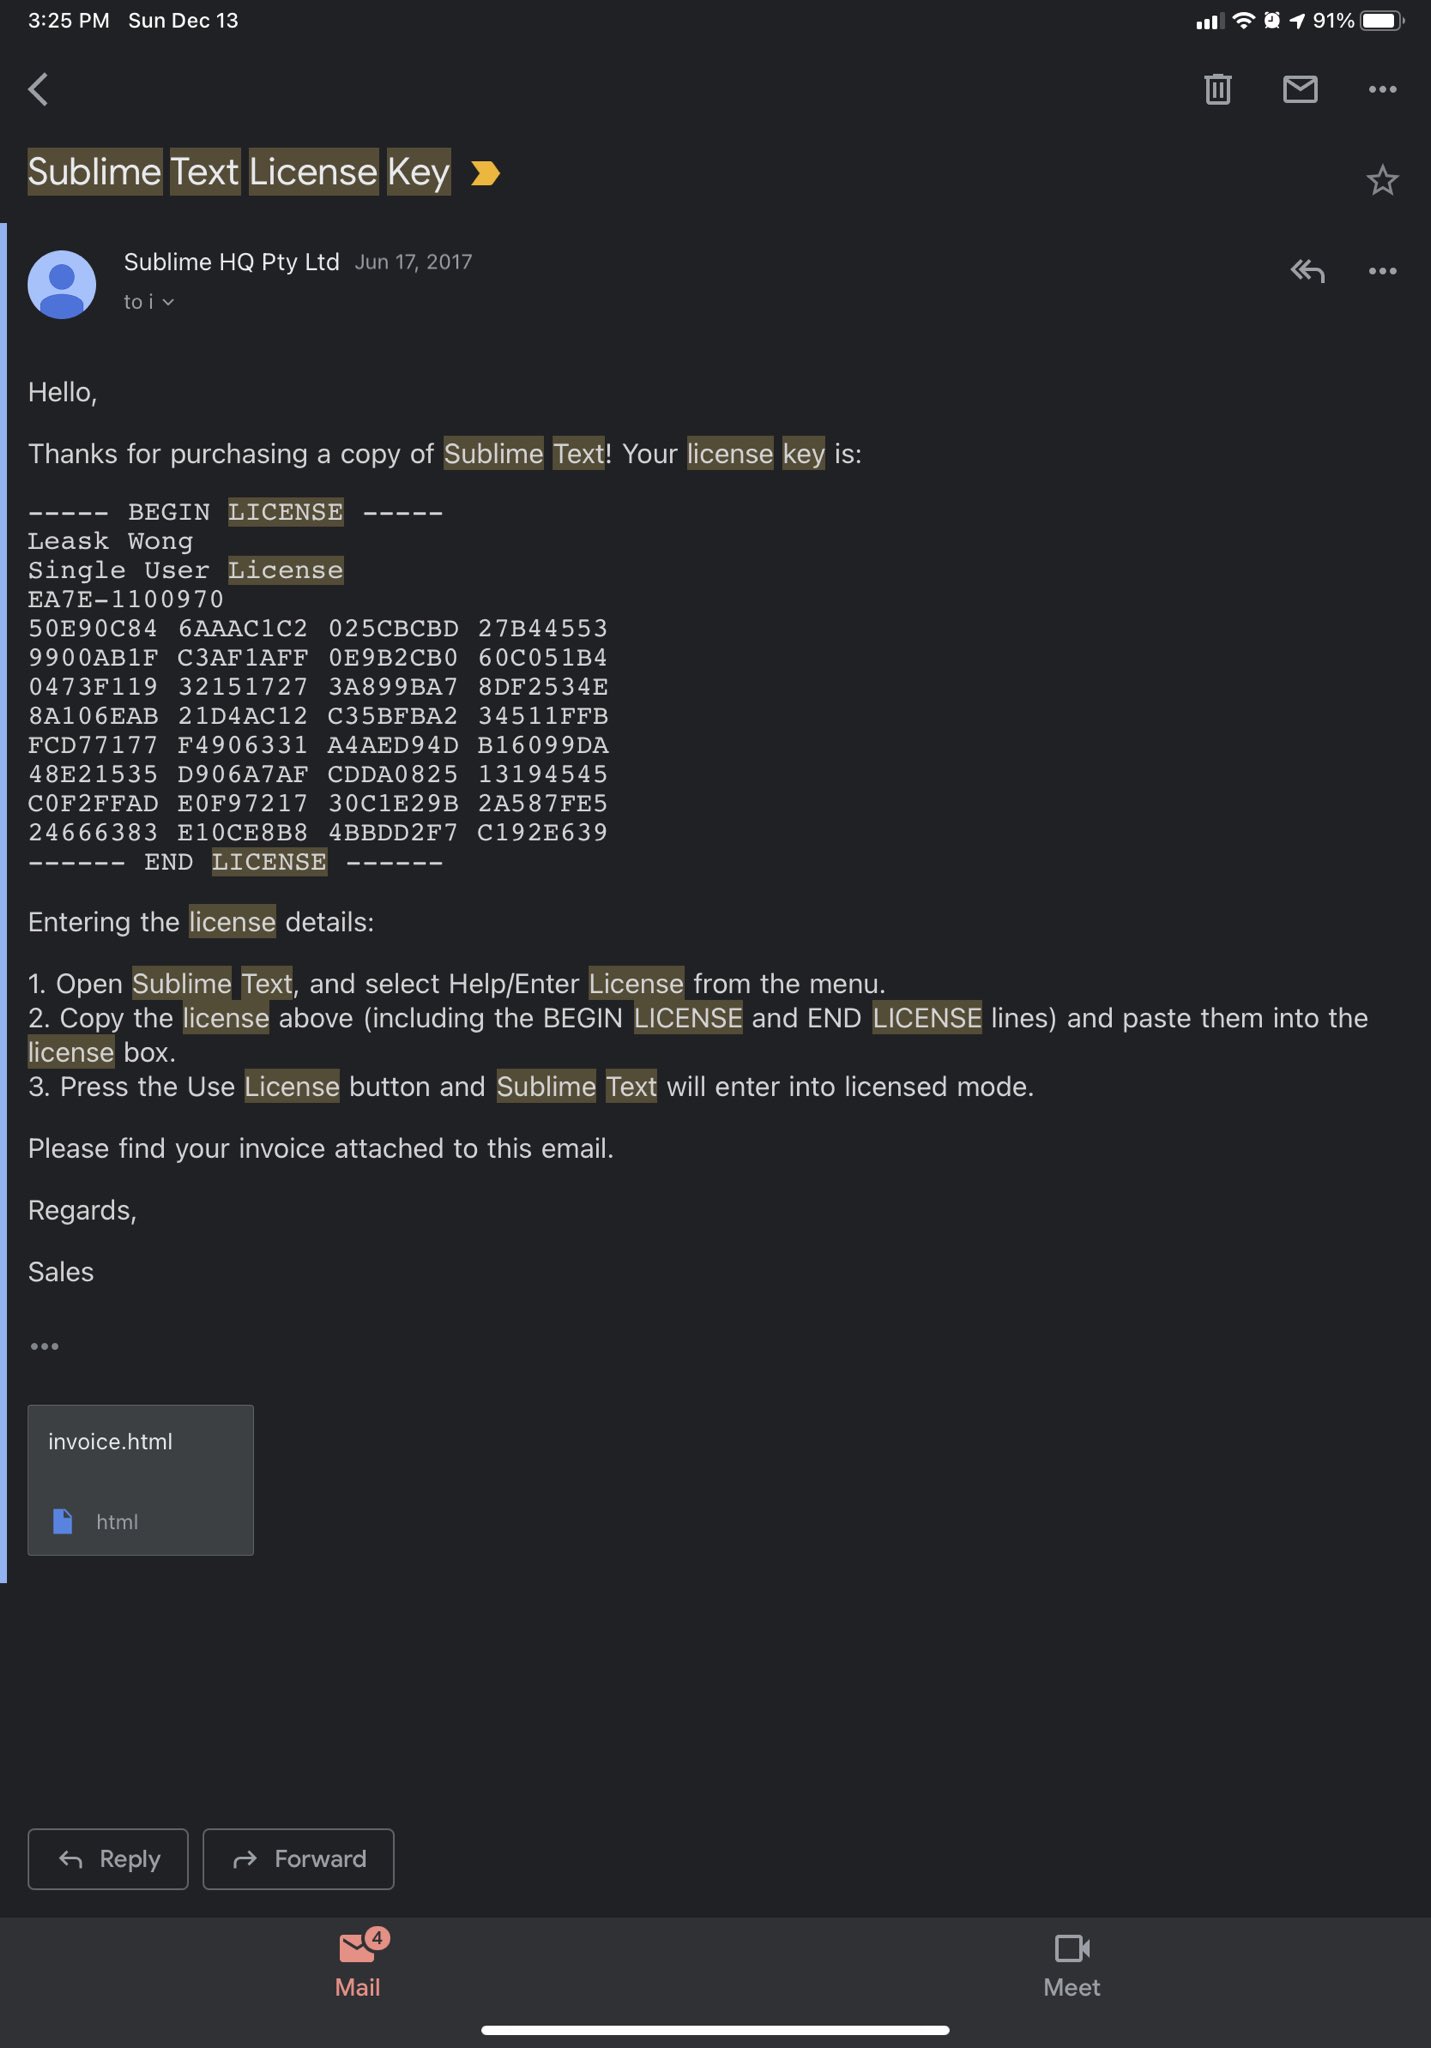 3:25 PM Sun Dec 13
91%
Sublime Text License Key
Sublime HQ Pty Ltd Jun 17, 2017
to i
Hello,
Thanks for purchasing a copy of Sublime Text! Your license key is:
----- BEGIN LICENSE -----
Leask Wong
Single User License
EA7E-1100970
50E90C84 6AAAC1C2 025CBCBD 27B44553
9900AB1F C3AF1AFF 0E9B2CB0 60C051B4
0473F119 32151727 3A899BA7 8DF2534E
8A106EAB 21D4AC12 C35BFBA2 34511FFB
FCD77177 F4906331 A4AED94D B16099DA
48E21535 D906A7AF CDDA0825 13194545
C0F2FFAD E0F97217 30C1E29B 2A587FE5
24666383 E10CE8B8 4BBDD2F7 C192E639
------ END LICENSE ------
Entering the license details:
1. Open Sublime Text, and select Help/Enter License from the menu.
2. Copy the license above (including the BEGIN LICENSE and END LICENSE lines) and paste them into the
license box.
3. Press the Use License button and Sublime Text will enter into licensed mode.
Please find your invoice attached to this email.
Regards,
Sales
invoice.html
html
Reply Forward
4
Mail Meet